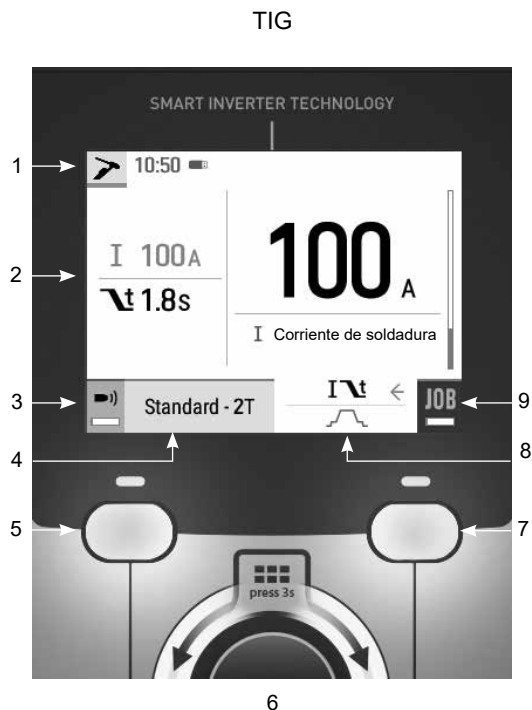 TIG
SMART INVERTER TECHNOLOGY
1
10:50
2
I 100A
t 1.8s
100 A
I Corriente de soldadura
3
Standard - 2T
I t
JOB
9
4
8
5
7
press 3s
6